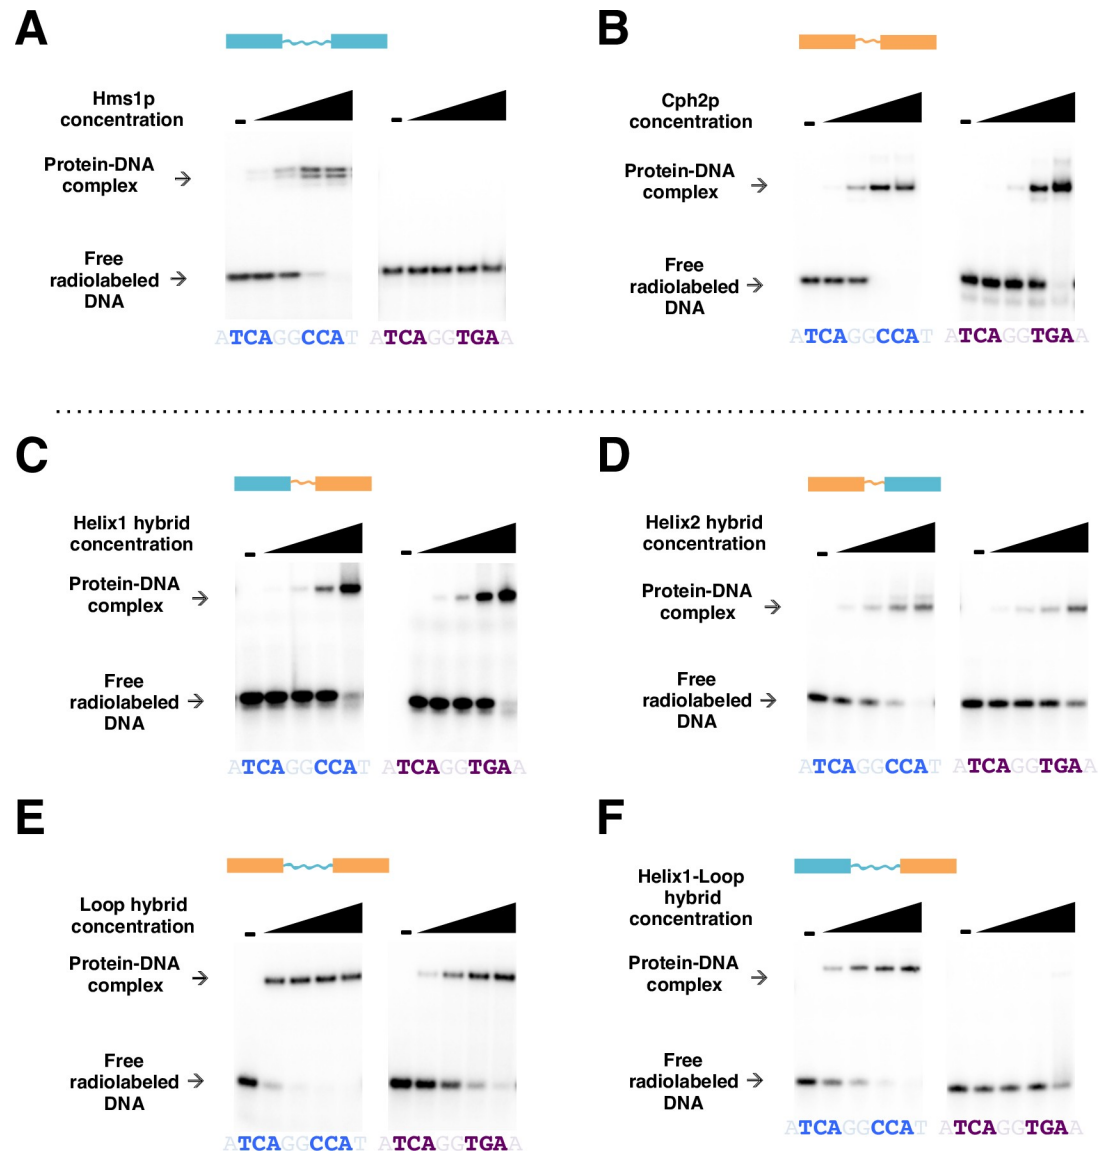 A
Hms1p
concentration
Protein-DNA
complex →
Free
radiolabeled →
DNA
ATCAGGCCAT
ATCAGGTGAA
B
Cph2p
concentration
Protein-DNA
complex →
Free
radiolabeled →
DNA
ATCAGGCCAT
ATCAGGTGAA
C
Helix1 hybrid
concentration
Protein-DNA
complex →
Free
radiolabeled →
DNA
ATCAGGCCAT
ATCAGGTGAA
D
Helix2 hybrid
concentration
Protein-DNA
complex →
Free
radiolabeled →
DNA
ATCAGGCCAT
ATCAGGTGAA
E
Loop hybrid
concentration
Protein-DNA
complex →
Free
radiolabeled →
DNA
ATCAGGCCAT
ATCAGGTGAA
F
Helix1-Loop
hybrid
concentration
Protein-DNA
complex →
Free
radiolabeled →
DNA
ATCAGGCCAT
ATCAGGTGAA